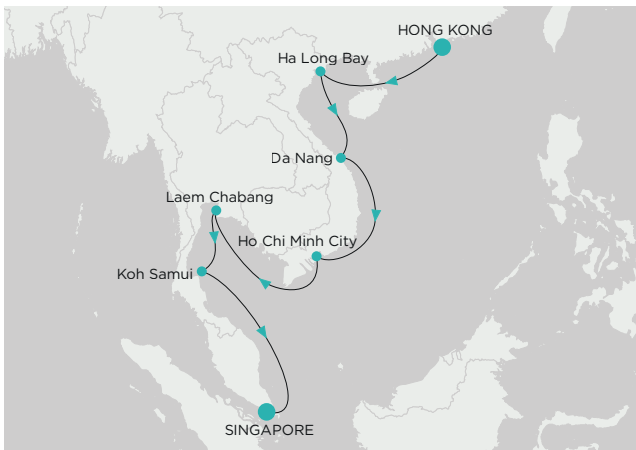 HONG KONG
Ha Long Bay
Da Nang
Laem Chabang
Ho Chi Minh City
Koh Samui
SINGAPORE